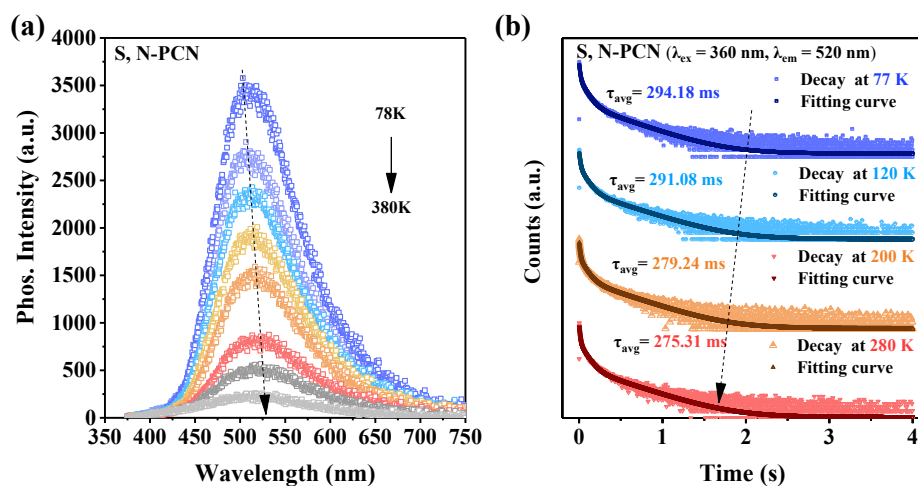 (a)
S, N-PCN
78K
380K
Phos. Intensity (a.u.)
4000
3500
3000
2500
2000
1500
1000
500
0
350 400 450 500 550 600 650 700 750
Wavelength (nm)
(b)
S, N-PCN (λex = 360 nm, λem = 520 nm)
Decay at 77 K
Fitting curve
τavg= 294.18 ms
Decay at 120 K
Fitting curve
τavg= 291.08 ms
Decay at 200 K
Fitting curve
τavg= 279.24 ms
Decay at 280 K
Fitting curve
τavg= 275.31 ms
Counts (a.u.)
0 1 2 3 4
Time (s)